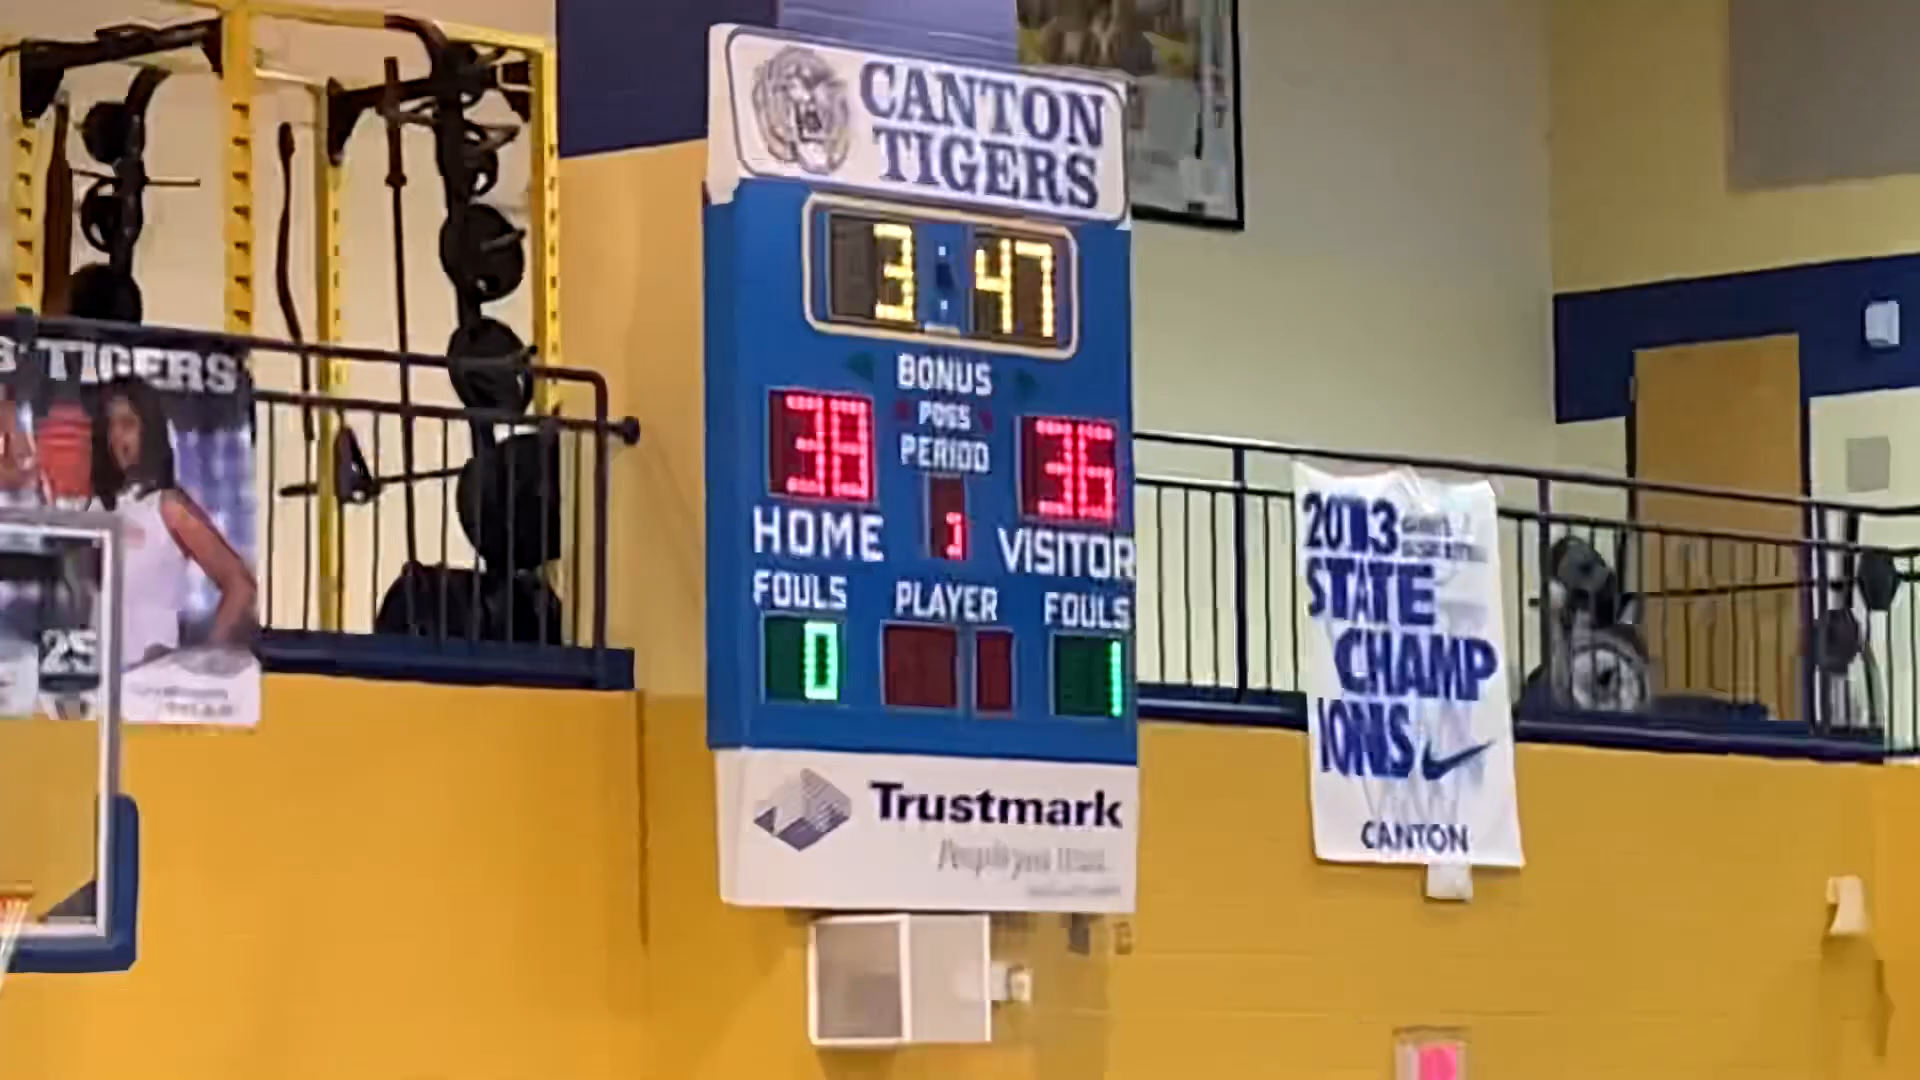 CANTON
TIGERS
3:47
BONUS
POSS
PERIOD
38
36
HOME
1
VISITOR
FOULS
PLAYER
FOULS
0
1
Trustmark
TIGERS
25
2013
STATE
CHAMP
IONS
CANTON